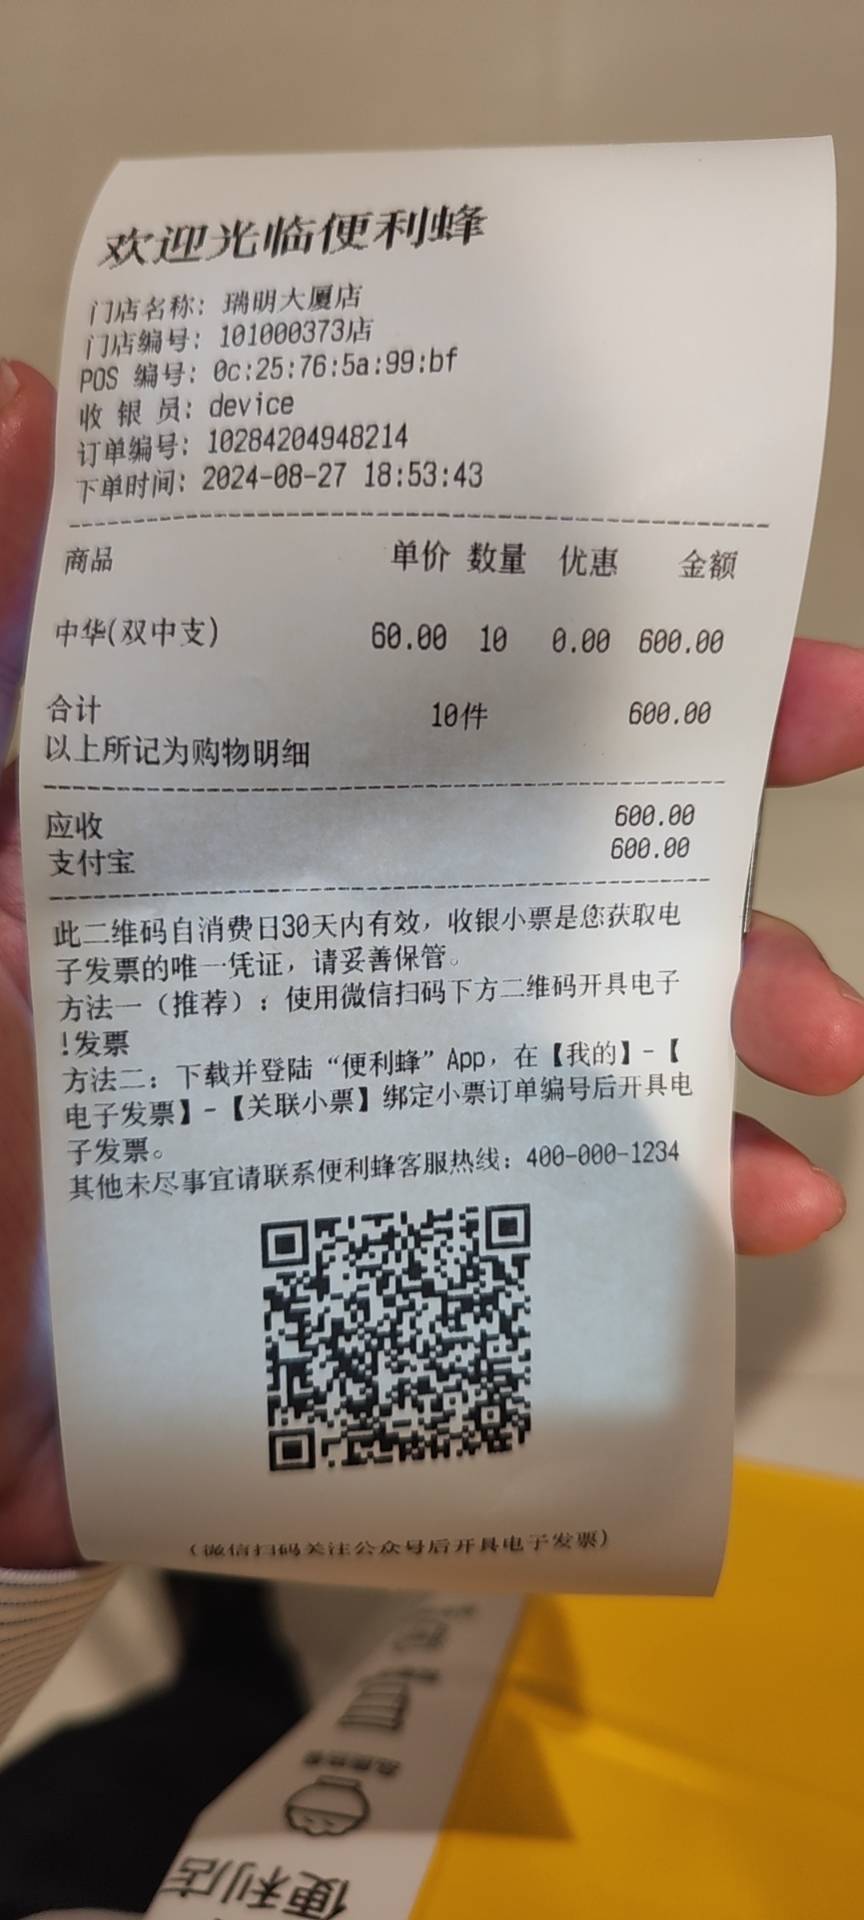 欢迎光临便利蜂
门店名称: 瑞明大厦店
门店编号: 101000373店
POS 编号: 0c:25:76:5a:99:bf
收 银 员: device
订单编号: 10284204948214
下单时间: 2024-08-27 18:53:43
商品 单价 数量 优惠 金额
中华(双中支) 60.00 10 0.00 600.00
合计 10件 600.00
以上所记为购物明细
应收 600.00
支付宝 600.00
此二维码自消费日30天内有效，收银小票是您获取电
子发票的唯一凭证，请妥善保管。
方法一（推荐）：使用微信扫码下方二维码开具电子
!发票
方法二：下载并登陆“便利蜂”App，在【我的】-【
电子发票】-【关联小票】绑定小票订单编号后开具电
子发票。
其他未尽事宜请联系便利蜂客服热线：400-000-1234
(微信扫码关注公众号后开具电子发票)
便利店